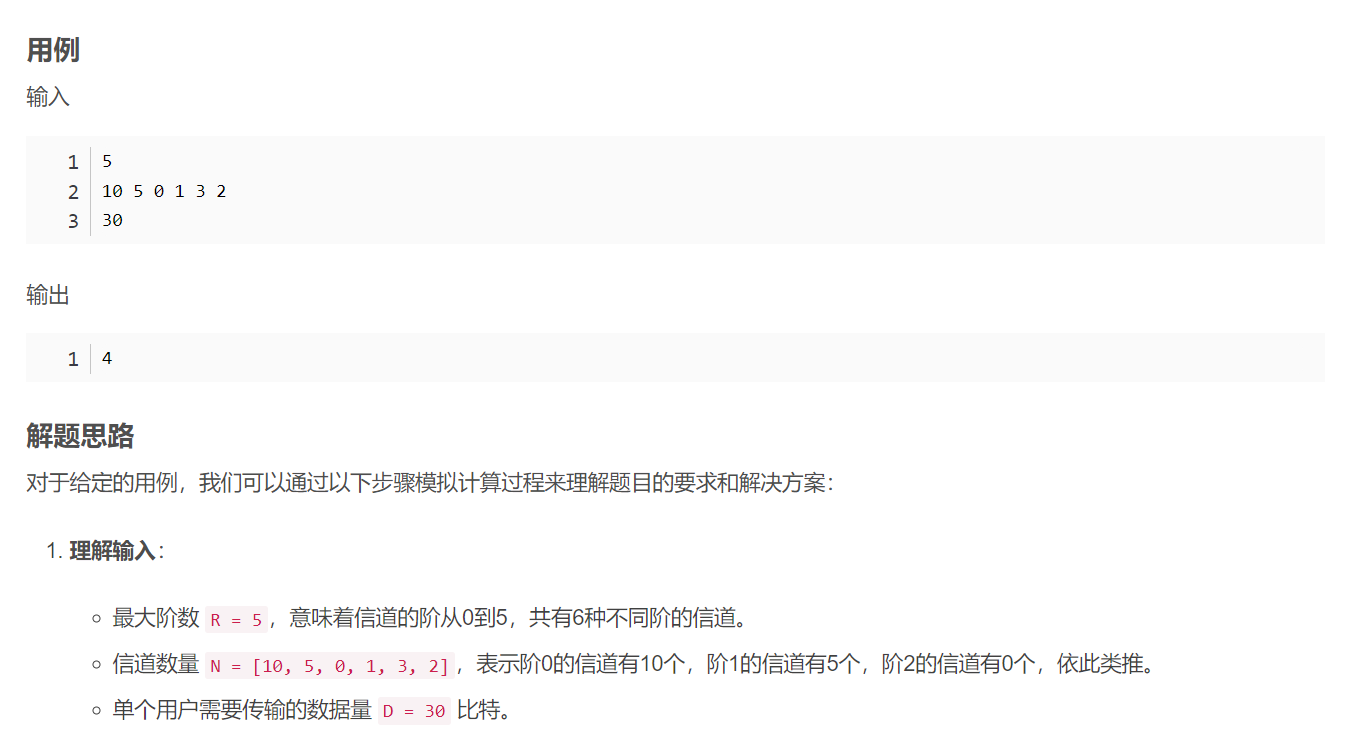 用例
输入
1 5
2 10 5 0 1 3 2
3 30
输出
1 4
解题思路
对于给定的用例，我们可以通过以下步骤模拟计算过程来理解题目的要求和解决方案：
1. 理解输入：
○ 最大阶数 R = 5，意味着信道的阶从0到5，共有6种不同阶的信道。
○ 信道数量 N = [10, 5, 0, 1, 3, 2]，表示阶0的信道有10个，阶1的信道有5个，阶2的信道有0个，依此类推。
○ 单个用户需要传输的数据量 D = 30 比特。